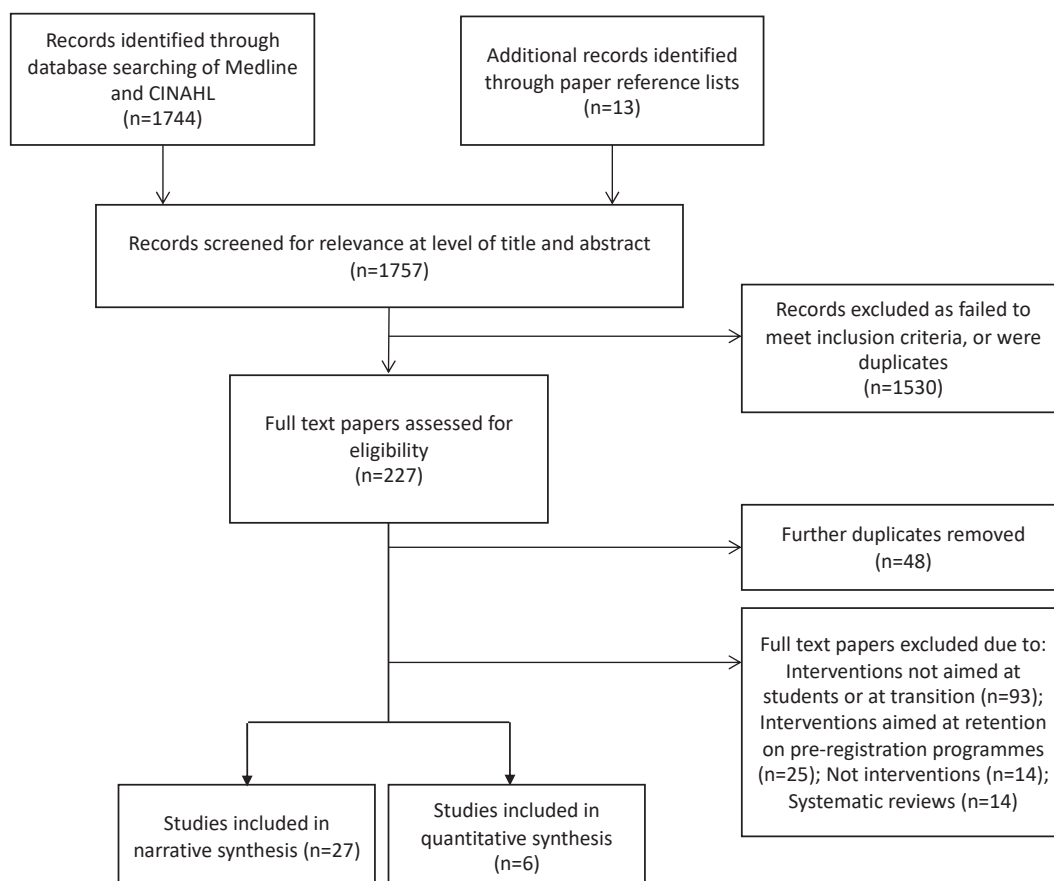 Records identified through
database searching of Medline
and CINAHL
(n=1744)
Additional records identified
through paper reference lists
(n=13)
Records screened for relevance at level of title and abstract
(n=1757)
Records excluded as failed to
meet inclusion criteria, or were
duplicates
(n=1530)
Full text papers assessed for
eligibility
(n=227)
Further duplicates removed
(n=48)
Full text papers excluded due to:
Interventions not aimed at
students or at transition (n=93);
Interventions aimed at retention
on pre-registration programmes
(n=25); Not interventions (n=14);
Systematic reviews (n=14)
Studies included in
narrative synthesis (n=27)
Studies included in
quantitative synthesis
(n=6)